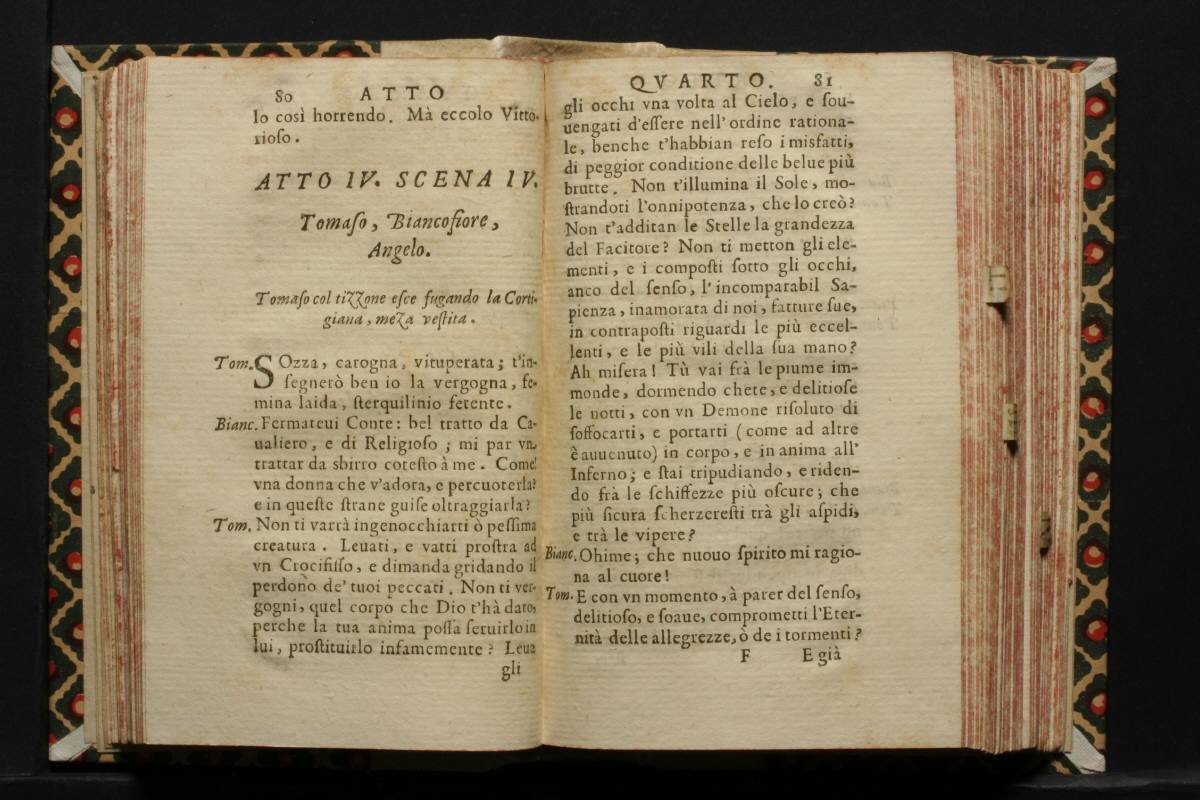 80 ATTO
lo così horrendo. Mà eccolo Vitto-
rioſo.
ATTO IV. SCENA IV.
Tomaſo, Biancofiore,
Angelo.
Tomaſo col tizzone eſce fugando la Corti-
giana, meza veſtita.
Tom. SOzza, carogna, vituperata; t'in-
ſegnerò ben io la vergogna, fe-
mina laida, ſterquilinio fetente.
Bianc. Fermateui Conte: bel tratto da Ca-
ualiero, e di Religioſo; mi par vn
trattar da sbirro coteſto à me. Come!
vna donna che v'adora, e percuoterla?
e in queſte ſtrane guiſe oltraggiarla?
Tom. Non ti varrà ingenocchiarti ò peſſima
creatura. Leuati, e vatti proſtra ad
vn Crocifiſſo, e dimanda gridando il
perdono de' tuoi peccati. Non ti ver-
gogni, quel corpo che Dio t'hà dato,
perche la tua anima poſſa ſeruirlo in
lui, proſtituirlo infamemente? Leua
gli
QVARTO. 81
gli occhi vna volta al Cielo, e ſou-
uengati d'eſſere nell'ordine rationa-
le, benche t'habbian reſo i misfatti,
di peggior conditione delle belue più
brutte. Non t'illumina il Sole, mo-
ſtrandoti l'onnipotenza, che lo creò?
Non t'additan le Stelle la grandezza
del Facitore? Non ti metton gli ele-
menti, e i compoſti ſotto gli occhi,
anco del ſenſo, l'incomparabil Sa-
pienza, inamorata di noi, fatture ſue,
in contrapoſti riguardi le più eccel-
lenti, e le più vili della ſua mano?
Ah miſera! Tù vai frà le piume im-
monde, dormendo chete, e delitioſe
le notti, con vn Demone riſoluto di
ſoffocarti, e portarti (come ad altre
è auuenuto) in corpo, e in anima all'
Inferno; e ſtai tripudiando, e riden-
do frà le ſchiffezze più oſcure; che
più ſicura ſcherzereſti trà gli aſpidi,
e trà le vipere?
Bianc. Ohime; che nuouo ſpirito mi ragio-
na al cuore!
Tom. E con vn momento, à parer del ſenſo,
delitioſo, e ſoaue, comprometti l'Eter-
nità delle allegrezze, ò de i tormenti?
F E già